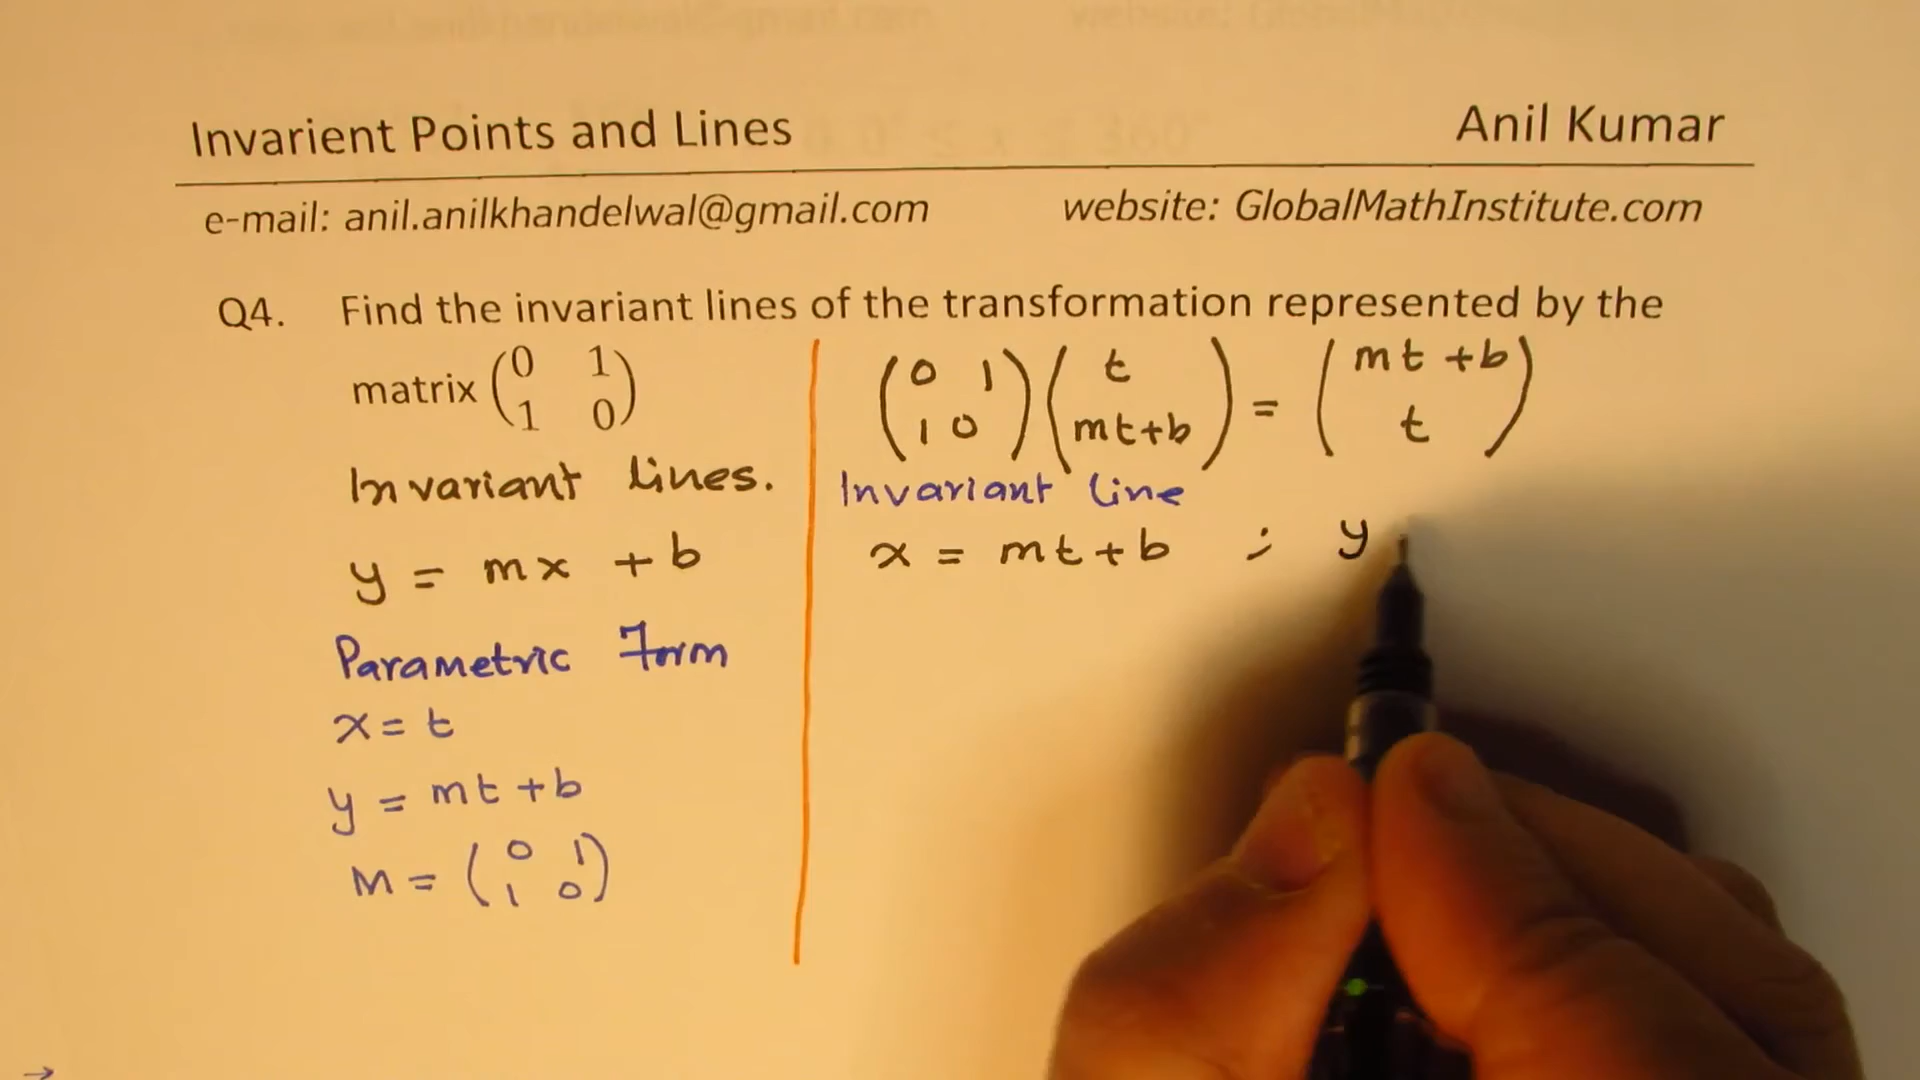 Invarient Points and Lines Anil Kumar
e-mail: anil.anilkhandelwal@gmail.com website: GlobalMathInstitute.com
Q4. Find the invariant lines of the transformation represented by the
matrix (0 1
1 0)
Invariant Lines.
y = mx + b
Parametric Form
x = t
y = mt + b
M = (0 1
1 0)
(0 1
1 0) (t
mt+b) = (mt + b
t)
Invariant Line
x = mt + b ; y